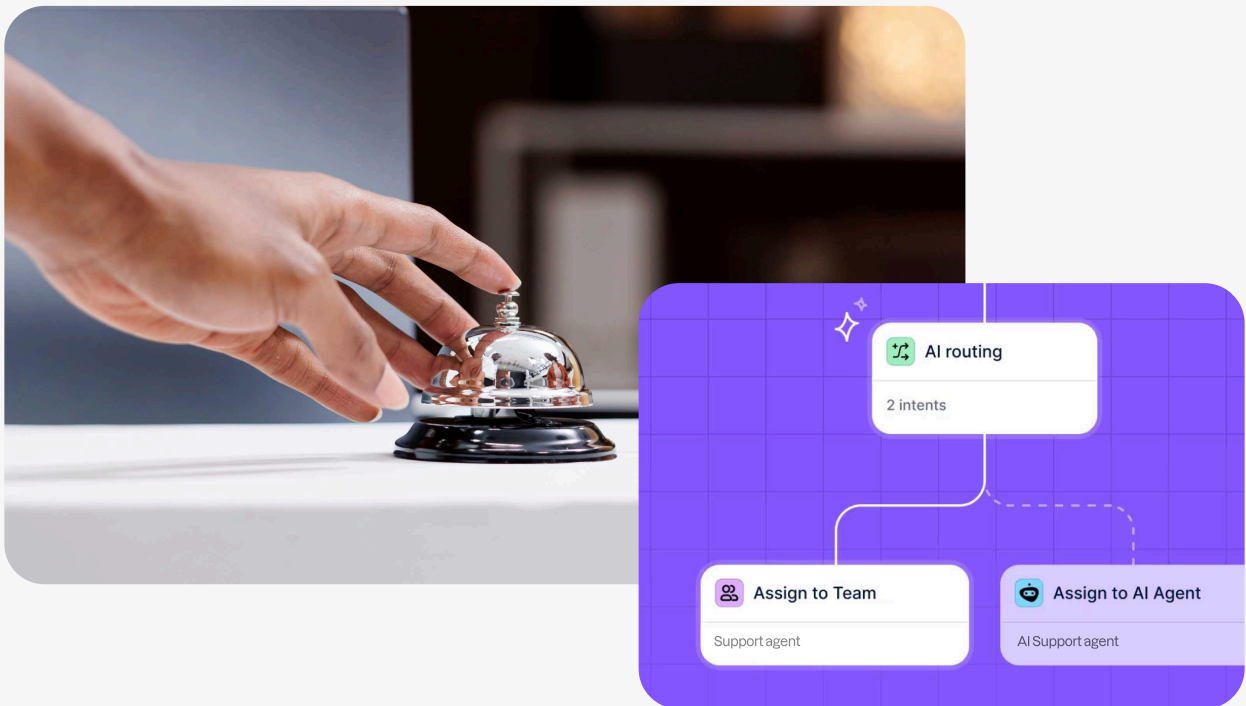 AI routing
2 intents
Assign to Team
Support agent
Assign to AI Agent
AI Support agent